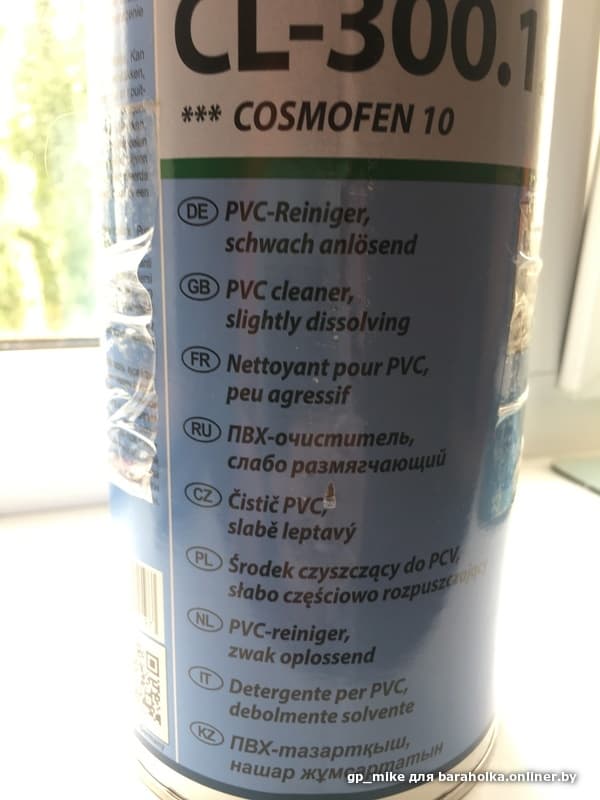 CL-300.1
*** COSMOFEN 10
DE PVC-Reiniger,
schwach anlösend
GB PVC cleaner,
slightly dissolving
FR Nettoyant pour PVC,
peu agressif
RU ПВХ-очиститель,
слабо размягчающий
CZ Čistič PVC,
slabě leptavý
PL Środek czyszczący do PCV,
słabo częściowo rozpuszczający
NL PVC-reiniger,
zwak oplossend
IT Detergente per PVC,
debolmente solvente
KZ ПВХ-тазартқыш,
нашар жұмсартатын
gp_mike для baraholka.onliner.by